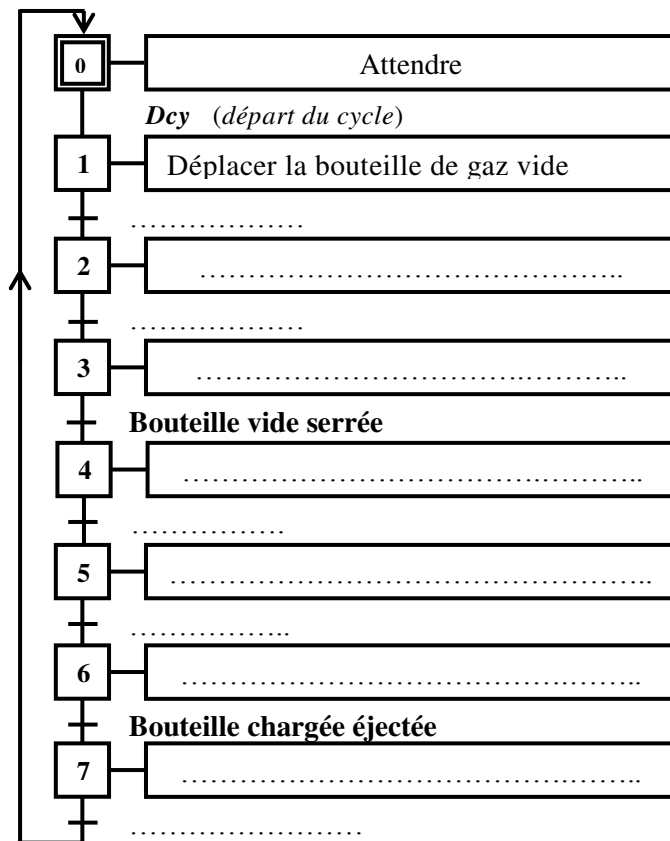 0 Attendre
Dcy (départ du cycle)
1 Déplacer la bouteille de gaz vide
………………
2 ……………………………………..
………………
3 ……………………………….………..
Bouteille vide serrée
4 ……………………………….………..
……………
5 …………………………………………..
……………..
6 ……………………………….………..
Bouteille chargée éjectée
7 ……………………………….………..
……………………